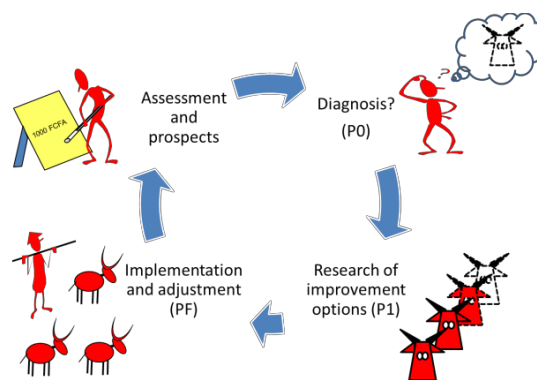 Assessment
and
prospects
1000 FCFA
Diagnosis?
(P0)
?
Research of
improvement
options (P1)
Implementation
and adjustment
(PF)